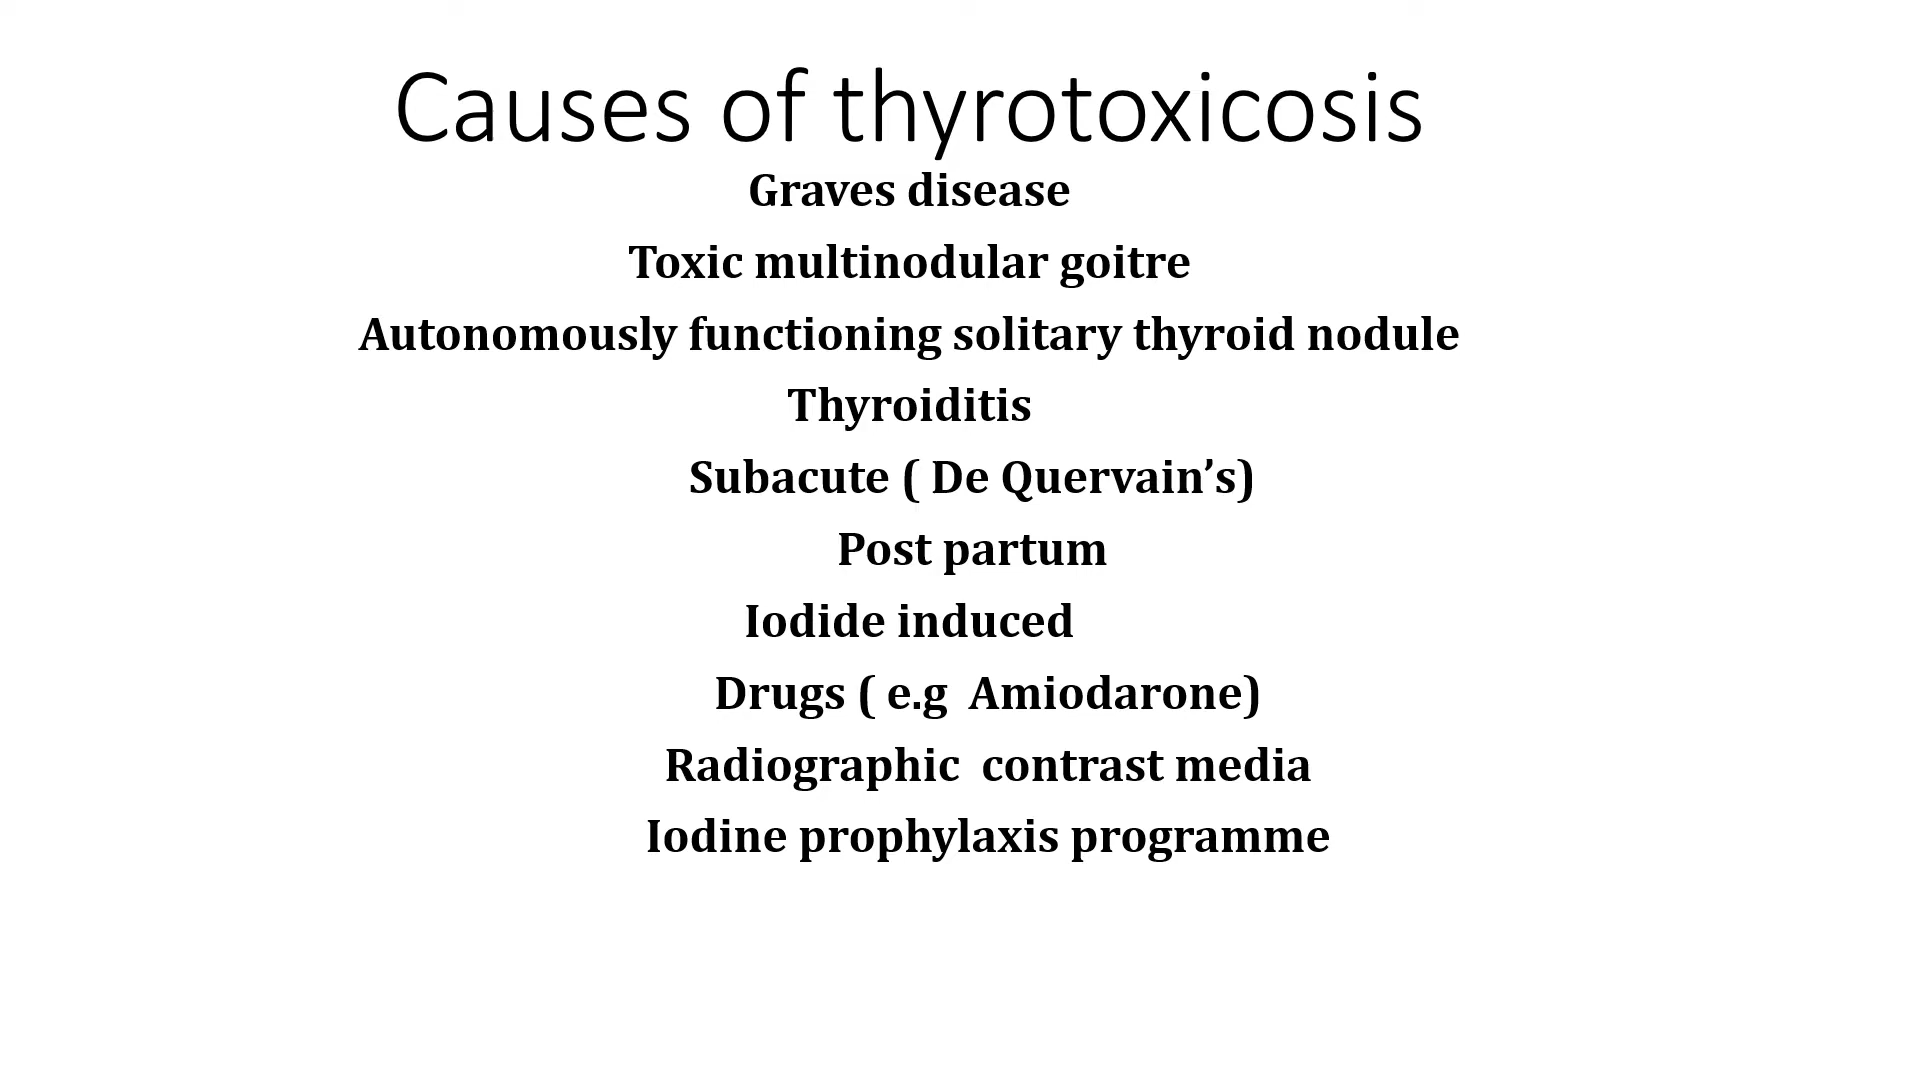 Causes of thyrotoxicosis
Graves disease
Toxic multinodular goitre
Autonomously functioning solitary thyroid nodule
Thyroiditis
Subacute ( De Quervain’s)
Post partum
Iodide induced
Drugs ( e.g  Amiodarone)
Radiographic  contrast media
Iodine prophylaxis programme